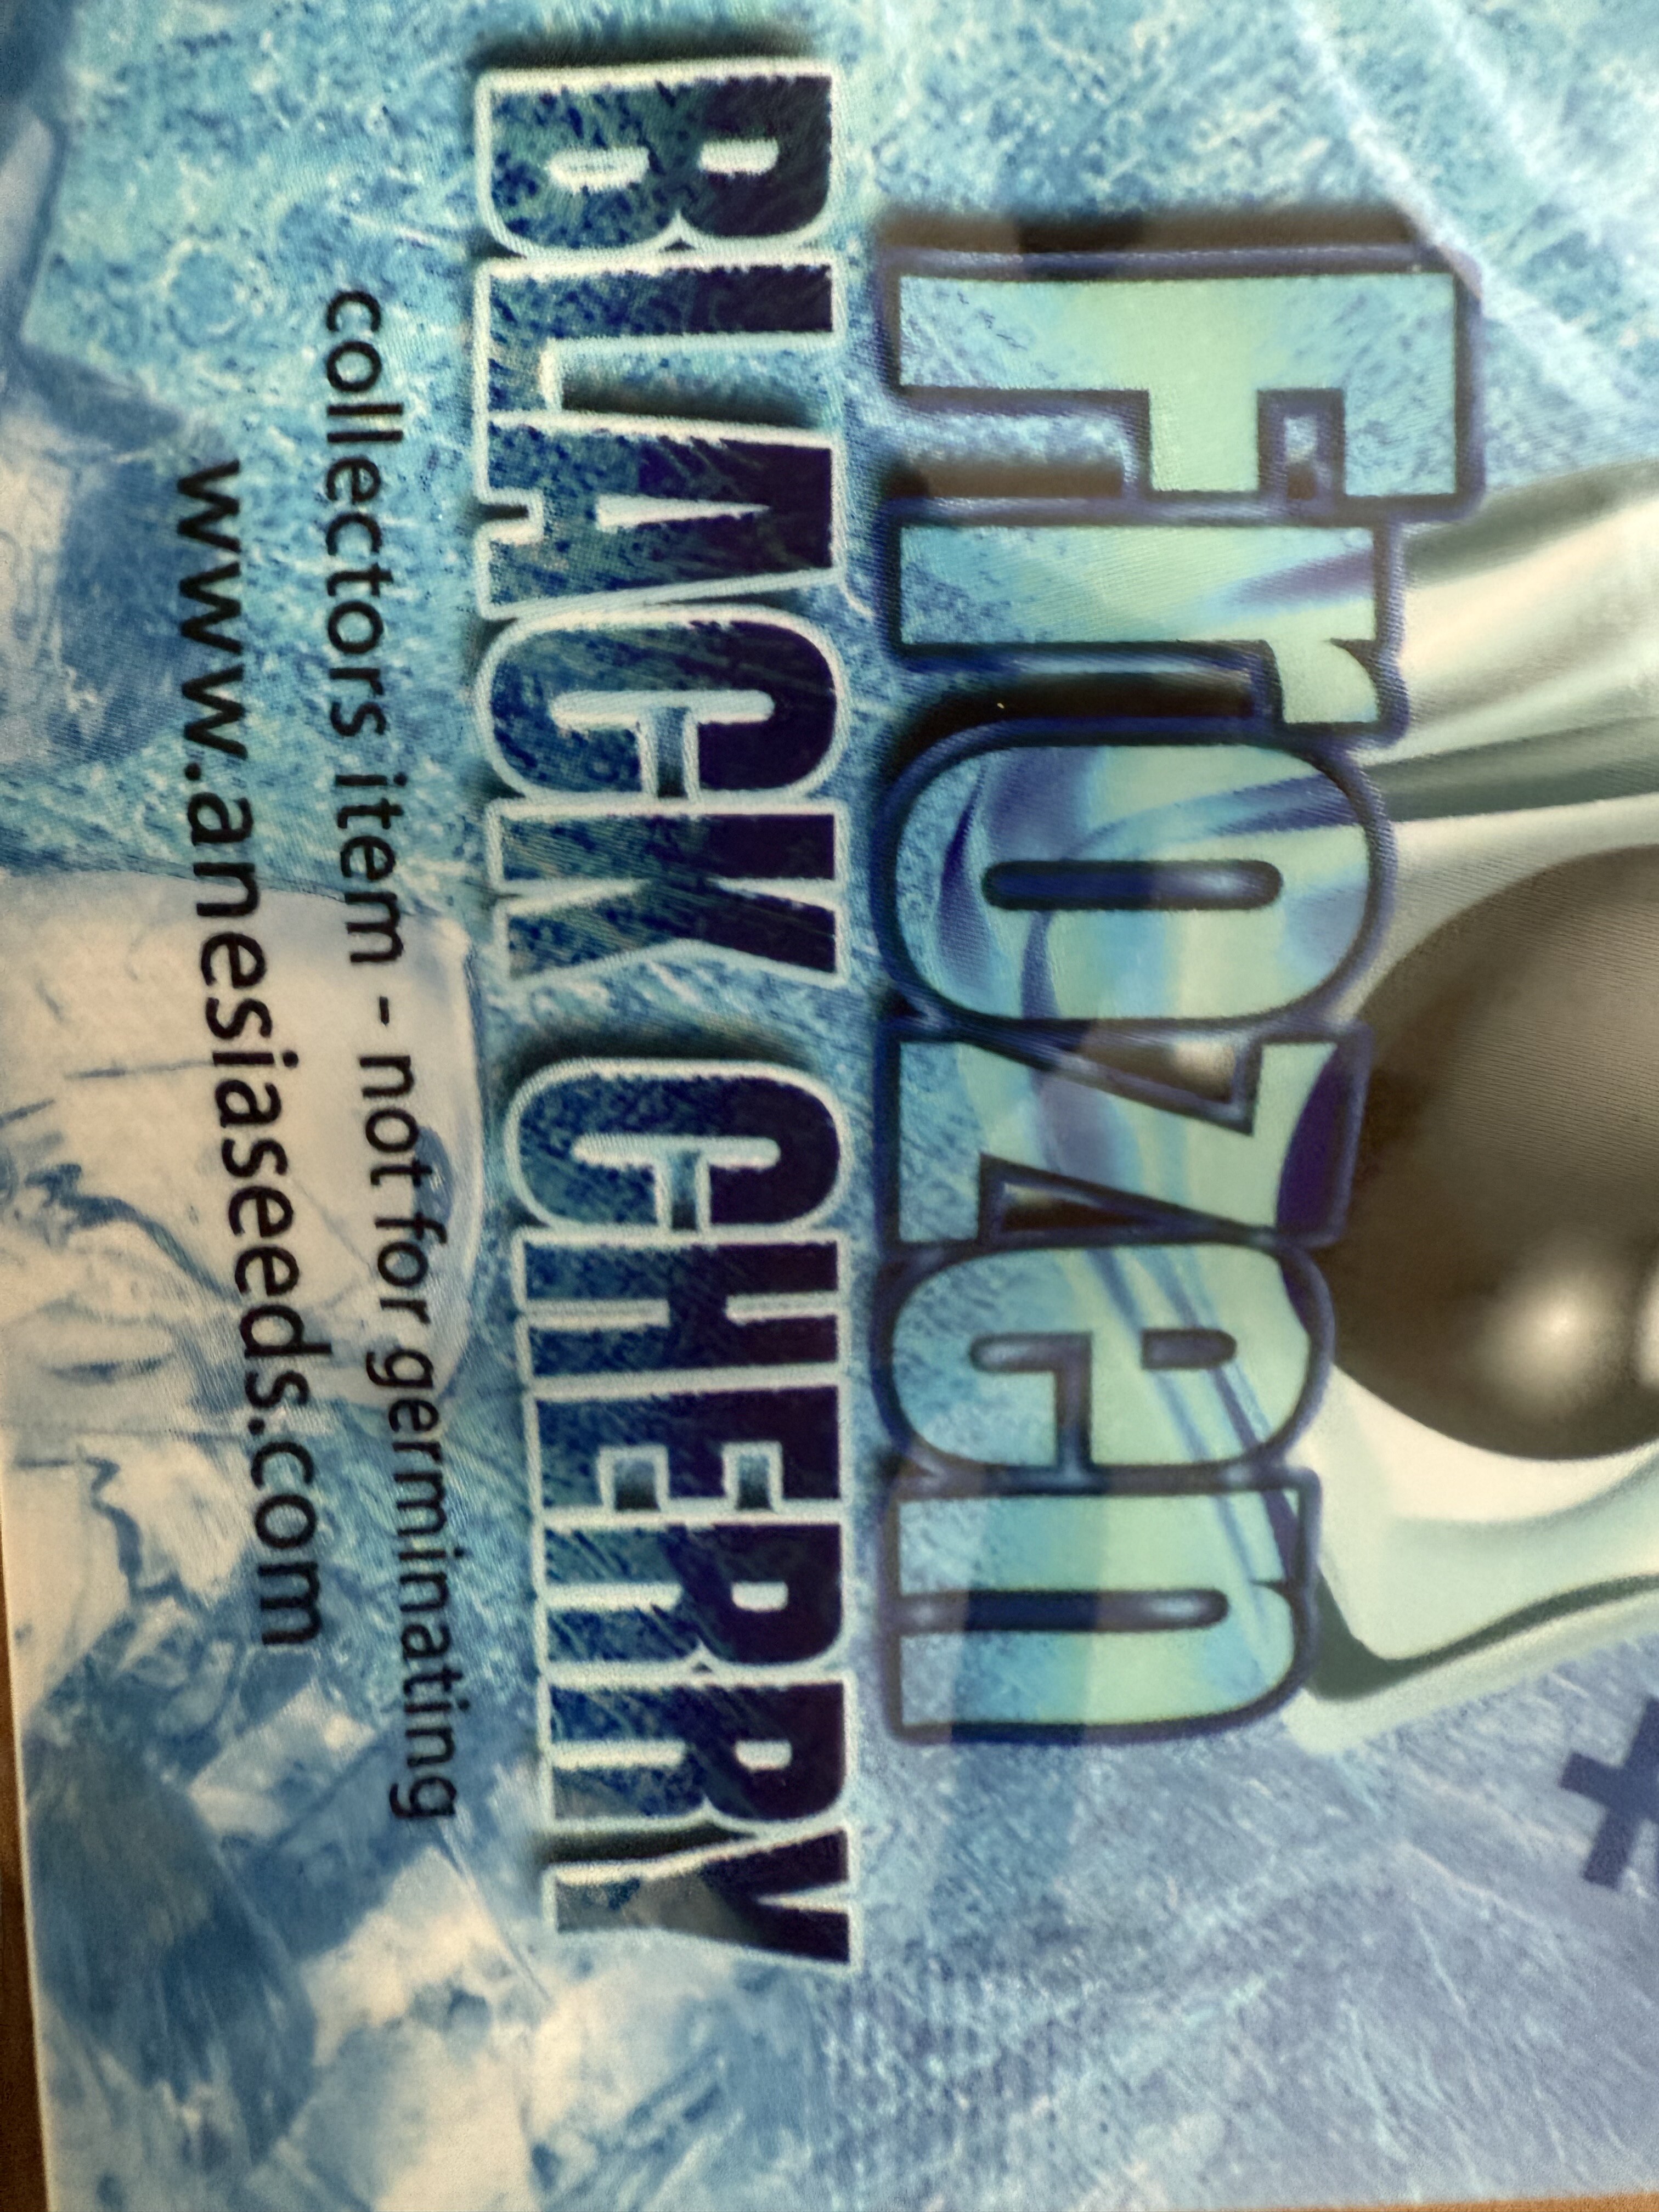 Frozen
BLACK CHERRY
collectors item - not for germinating
www.anesiaseeds.com